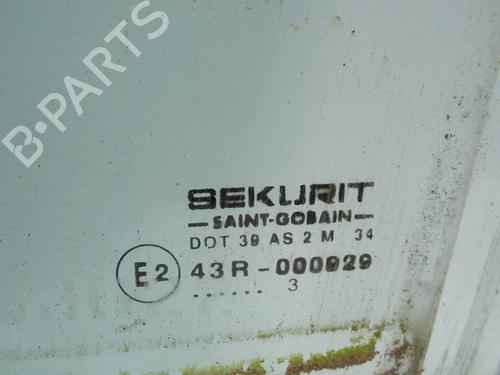 B-PARTS
SEKURIT
SAINT-GOBAIN
DOT 39 AS 2 M 34
E2 43R-000929
...... 3